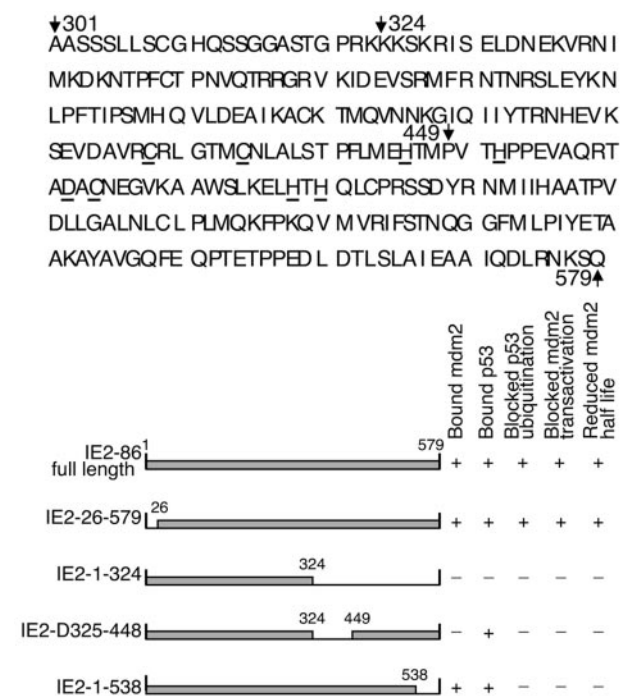 ↓301 ↓324
AASSSLLSCG HQSSGGASTG PRKKKSKRIS ELDNEKVRNI
MKDKNTPFCT PNVQTRRGRV KIDEVSRMFR NTNRSLEYKN
LPFTIPSMHQ VLDEAIKACK TMQVNNKGIQ IIYTRNHEVK
449↓
SEVDAVRCRL GTMCNLALST PFLMEHTMPV THPPEVAQRT
ADACNEGVKA AWSLKELHTH QLCPRSSDYR NMIIHAATPV
DLLGALNLCL PLMQKFPKQV MVRIFSTNQG GFMLPIYETA
AKAYAVGQFE QPTETPPEDL DTLSLAIEAA IQDLRNKSQ
579↑
Bound mdm2
Bound p53
Blocked p53
ubiquitination
Blocked mdm2
transactivation
Reduced mdm2
half life
IE2-86 1 579
full length + + + + +
26
IE2-26-579 + + + + +
324
IE2-1-324 – – – – –
324 449
IE2-D325-448 – + – – –
538
IE2-1-538 + + – – –